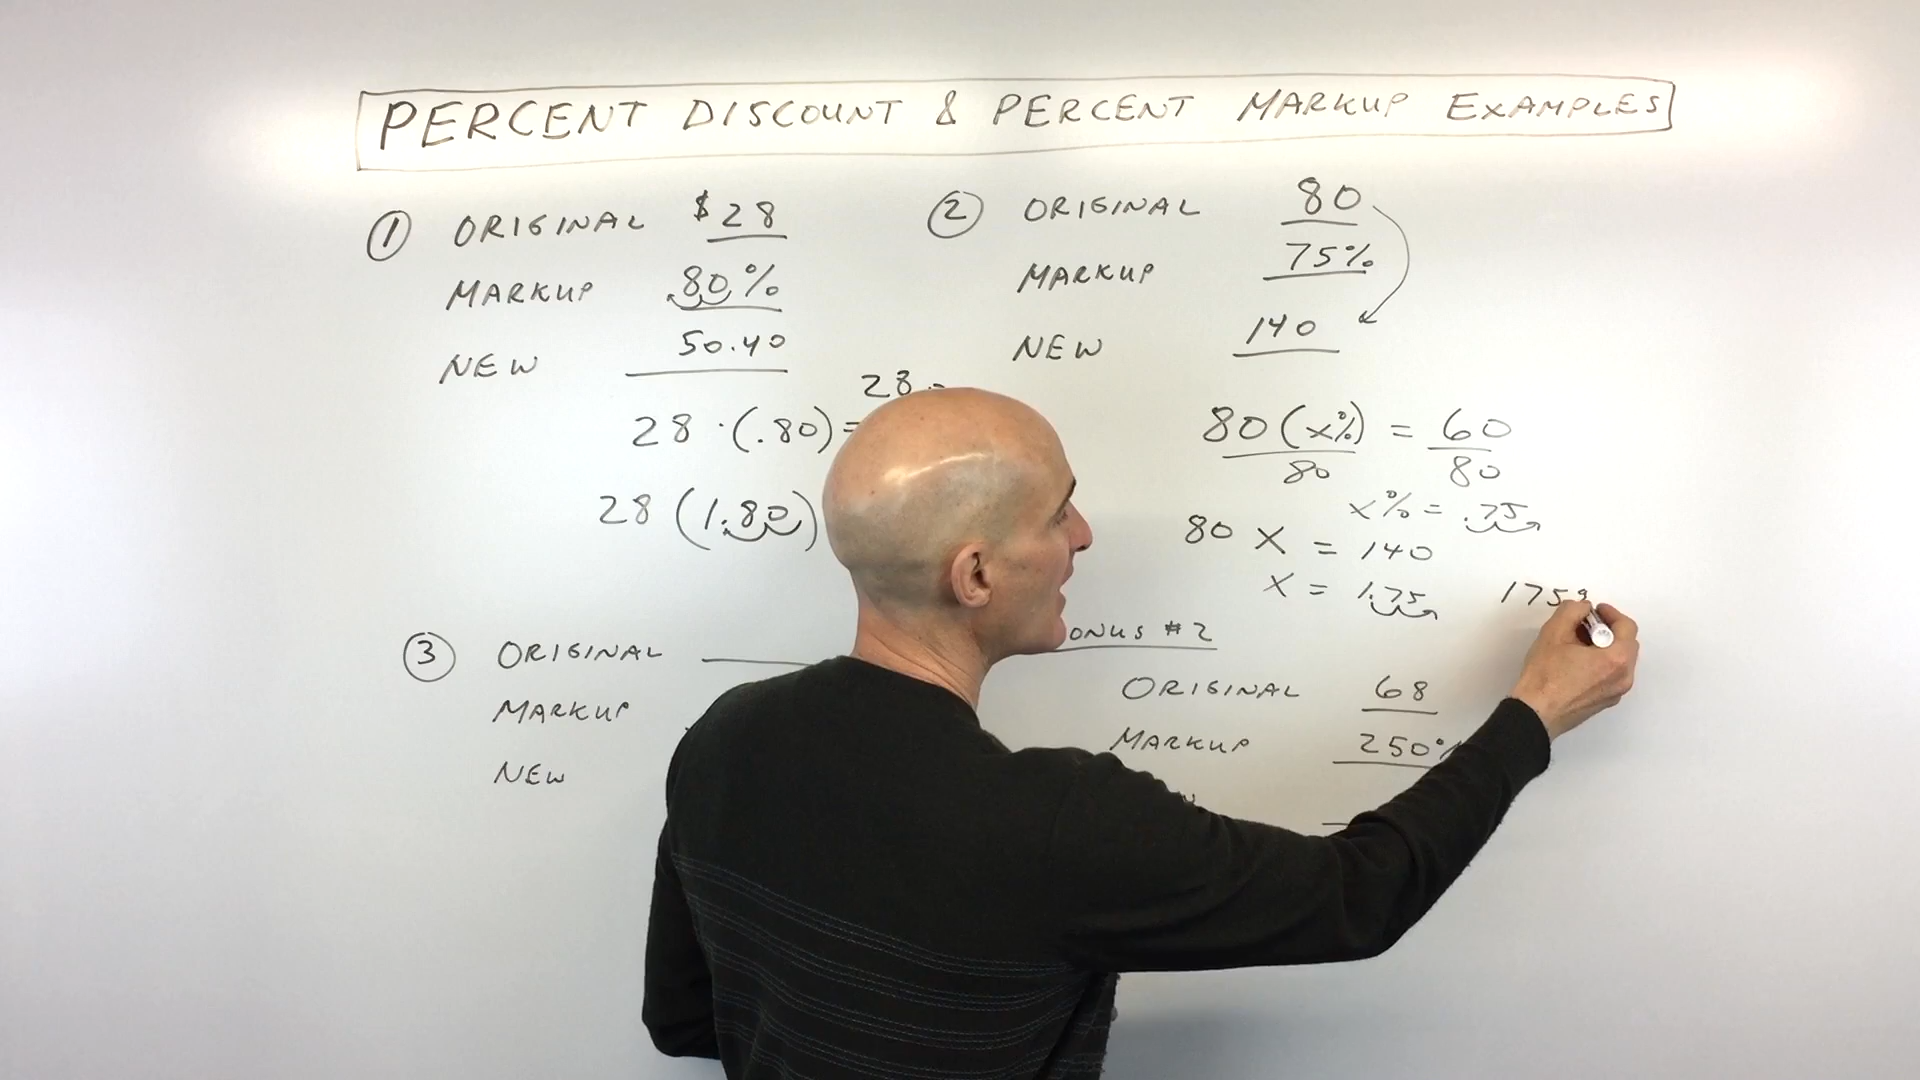 PERCENT DISCOUNT & PERCENT MARKUP EXAMPLES
① ORIGINAL $28
MARKUP 80%
NEW 50.40
28
28 · (.80) =
28 (1.80)
② ORIGINAL 80
MARKUP 75%
NEW 140
80 (x%) = 60
80 80
x% = .75
80 X = 140
X = 1.75 175
③ ORIGINAL
MARKUP
NEW
#2
ORIGINAL 68
MARKUP 250%